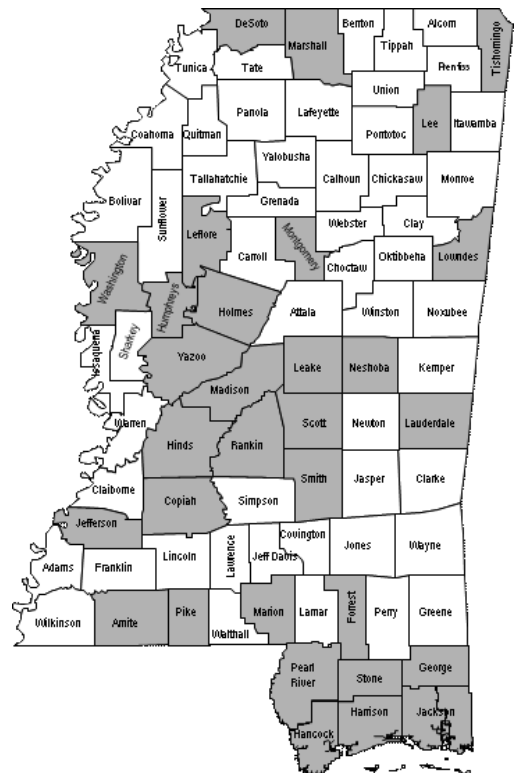 DeSoto
Marshall
Benton
Tippah
Alcorn
Tishomingo
Tunica
Tate
Prentiss
Union
Panola
Lafeyette
Coahoma
Quitman
Pontotoc
Lee
Itawamba
Yalobusha
Tallahatchie
Calhoun
Chickasaw
Monroe
Bolivar
Sunflower
Grenada
Leflore
Webster
Clay
Carroll
Montgomery
Choctaw
Oktibbeha
Lowndes
Washington
Humphreys
Holmes
Attala
Winston
Noxubee
Issaquena
Sharkey
Yazoo
Leake
Neshoba
Kemper
Madison
Warren
Hinds
Rankin
Scott
Newton
Lauderdale
Claiborne
Copiah
Simpson
Smith
Jasper
Clarke
Jefferson
Covington
Adams
Franklin
Lincoln
Lawrence
Jeff Davis
Jones
Wayne
Wilkinson
Amite
Pike
Walthall
Marion
Lamar
Forrest
Perry
Greene
Pearl
River
Stone
George
Hancock
Harrison
Jackson